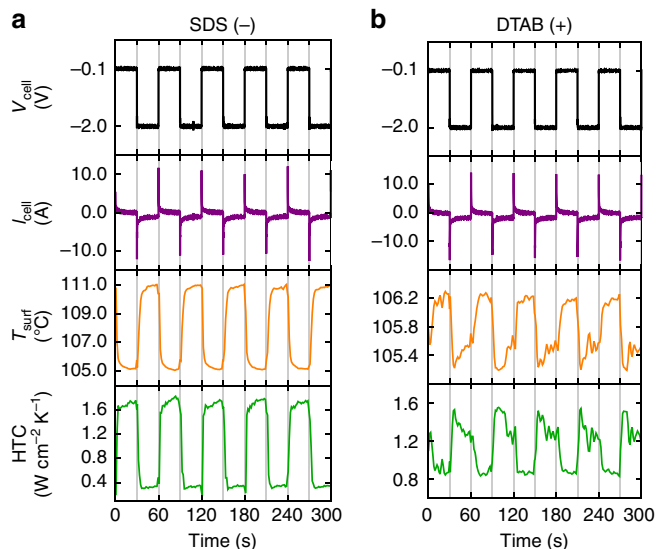 a
SDS (–)
b
DTAB (+)
V_cell (V)
–0.1
–2.0
–0.1
–2.0
I_cell (A)
10.0
0.0
–10.0
10.0
0.0
–10.0
T_surf (°C)
111.0
109.0
107.0
105.0
106.2
105.8
105.4
HTC (W cm⁻² K⁻¹)
1.6
1.2
0.8
0.4
1.6
1.2
0.8
0 60 120 180 240 300
0 60 120 180 240 300
Time (s)
Time (s)